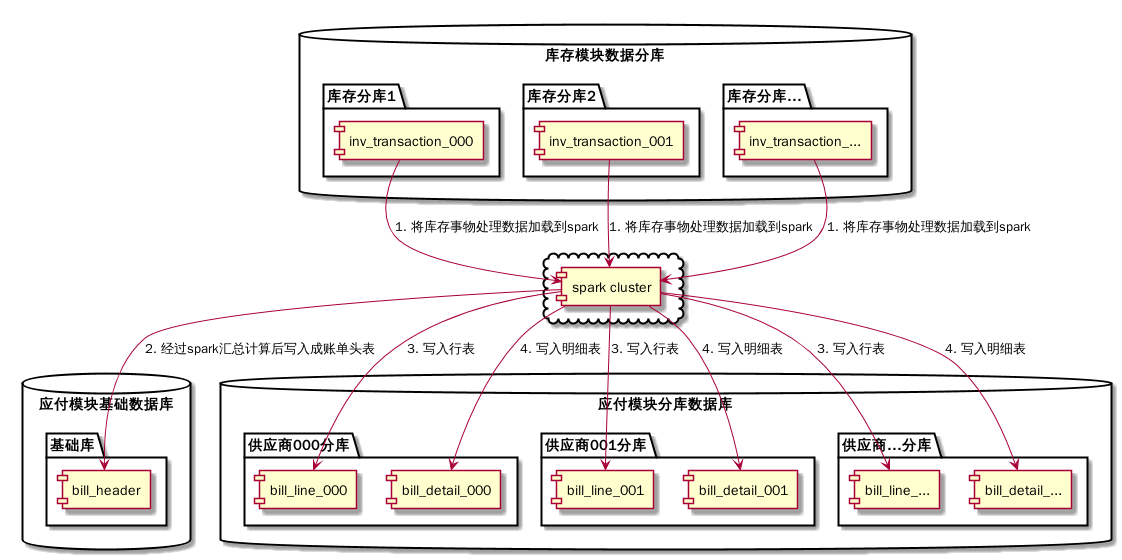 库存模块数据分库
库存分库1
库存分库2
库存分库...
inv_transaction_000
inv_transaction_001
inv_transaction_...
1. 将库存事物处理数据加载到spark
1. 将库存事物处理数据加载到spark
1. 将库存事物处理数据加载到spark
spark cluster
2. 经过spark汇总计算后写入成账单头表
3. 写入行表
4. 写入明细表
3. 写入行表
4. 写入明细表
3. 写入行表
4. 写入明细表
应付模块基础数据库
应付模块分库数据库
基础库
供应商000分库
供应商001分库
供应商...分库
bill_header
bill_line_000
bill_detail_000
bill_line_001
bill_detail_001
bill_line_...
bill_detail_...